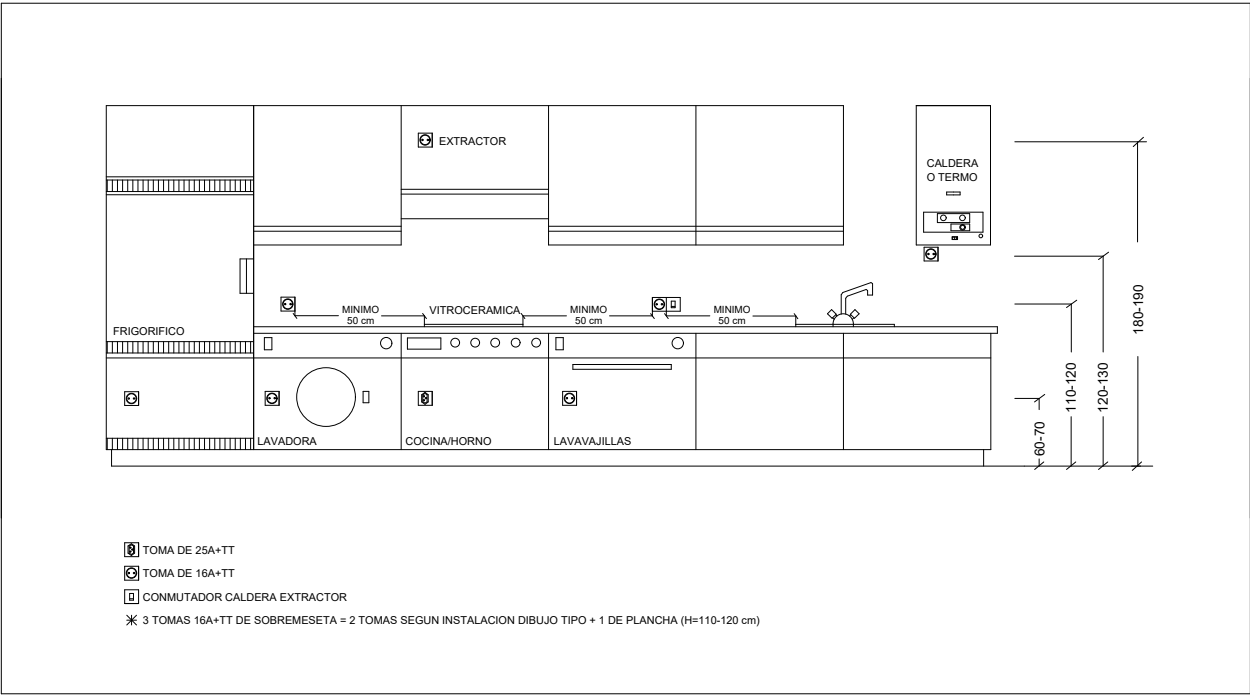 EXTRACTOR
CALDERA
O TERMO
180-190
MINIMO
50 cm
VITROCERAMICA
MINIMO
50 cm
MINIMO
50 cm
FRIGORIFICO
110-120
120-130
60-70
LAVADORA
COCINA/HORNO
LAVAVAJILLAS
TOMA DE 25A+TT
TOMA DE 16A+TT
CONMUTADOR CALDERA EXTRACTOR
3 TOMAS 16A+TT DE SOBREMESETA = 2 TOMAS SEGUN INSTALACION DIBUJO TIPO + 1 DE PLANCHA (H=110-120 cm)